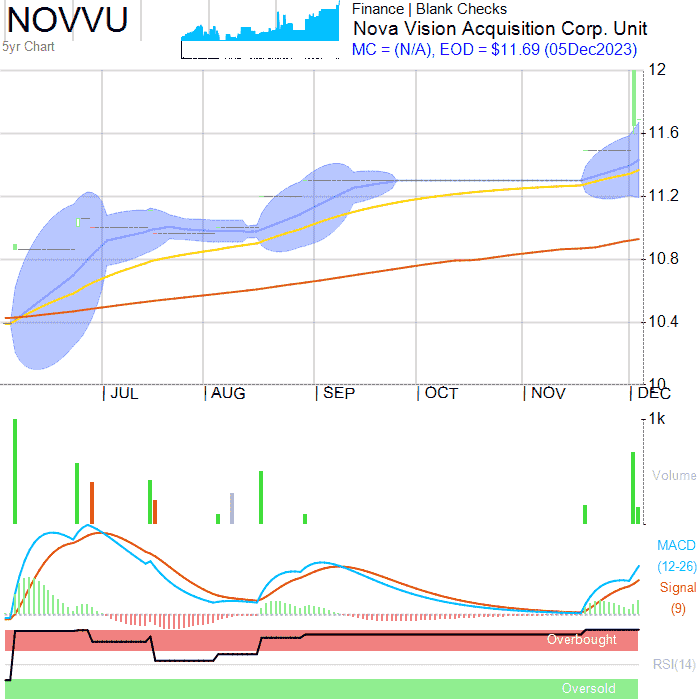 NOVVU
5yr Chart
Finance | Blank Checks
Nova Vision Acquisition Corp. Unit
MC = (N/A), EOD = $11.69 (05Dec2023)
12
11.6
11.2
10.8
10.4
10
JUL AUG SEP OCT NOV DEC
1k
Volume
MACD
(12-26)
Signal
(9)
Overbought
RSI(14)
Oversold